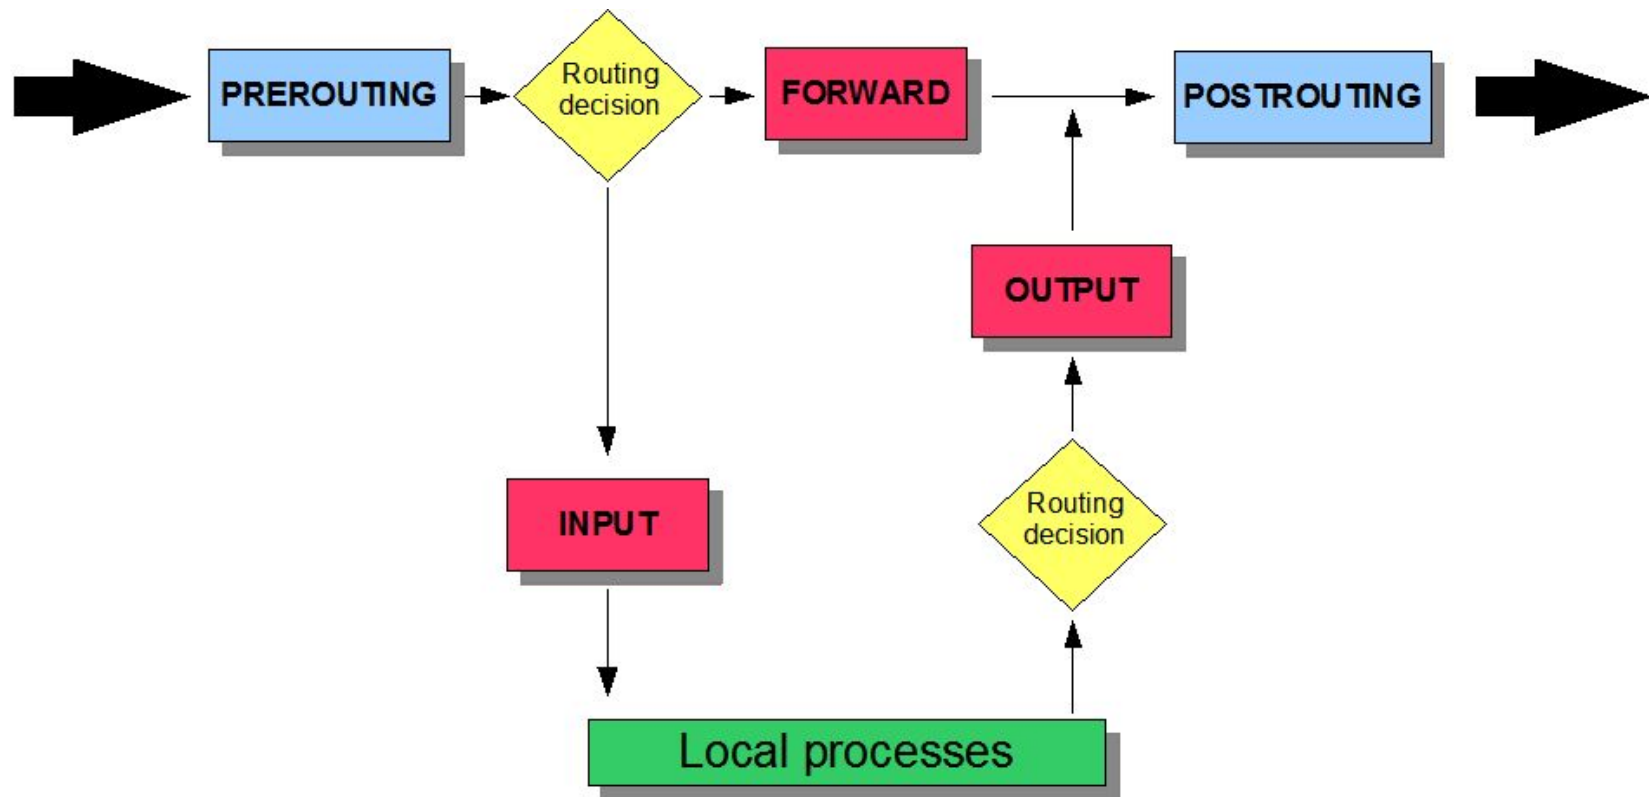 PREROUTING
Routing
decision
FORWARD
POSTROUTING
OUTPUT
INPUT
Routing
decision
Local processes